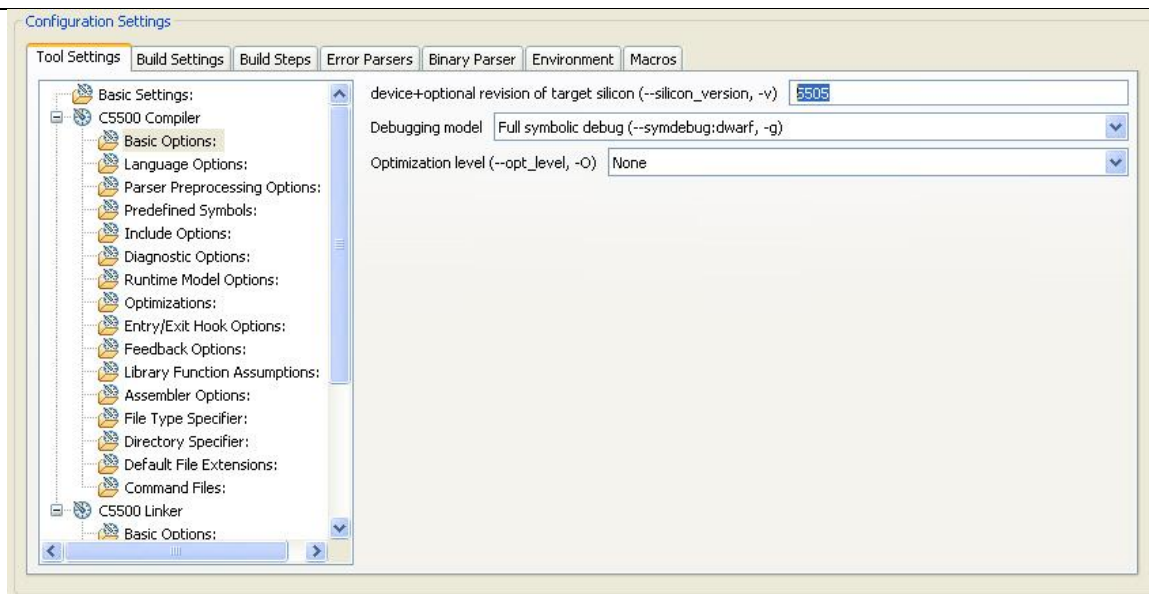 Configuration Settings
Tool Settings Build Settings Build Steps Error Parsers Binary Parser Environment Macros
Basic Settings:
C5500 Compiler
Basic Options:
Language Options:
Parser Preprocessing Options:
Predefined Symbols:
Include Options:
Diagnostic Options:
Runtime Model Options:
Optimizations:
Entry/Exit Hook Options:
Feedback Options:
Library Function Assumptions:
Assembler Options:
File Type Specifier:
Directory Specifier:
Default File Extensions:
Command Files:
C5500 Linker
Basic Options:
device+optional revision of target silicon (--silicon_version, -v) 5505
Debugging model Full symbolic debug (--symdebug:dwarf, -g)
Optimization level (--opt_level, -O) None